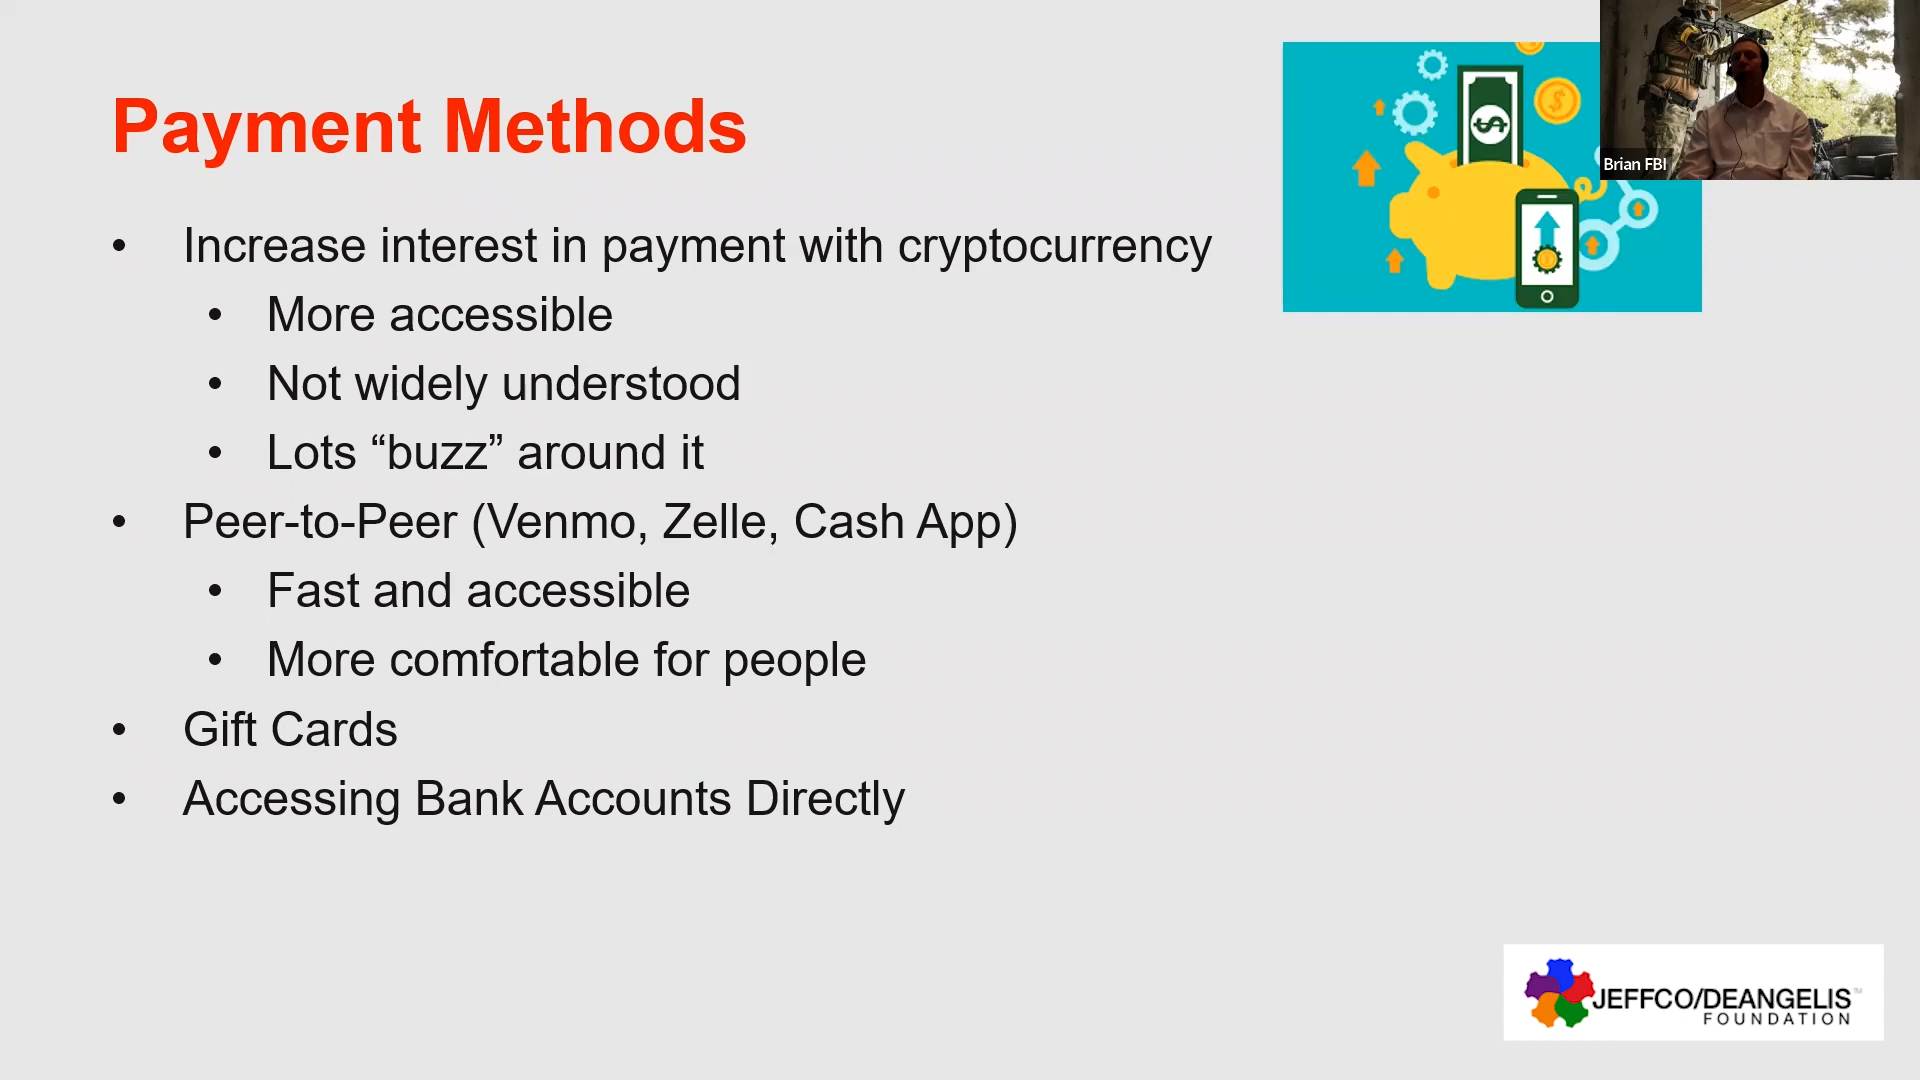 Payment Methods
Brian FBI
• Increase interest in payment with cryptocurrency
• More accessible
• Not widely understood
• Lots “buzz” around it
• Peer-to-Peer (Venmo, Zelle, Cash App)
• Fast and accessible
• More comfortable for people
• Gift Cards
• Accessing Bank Accounts Directly
JEFFCO/DEANGELIS™
FOUNDATION